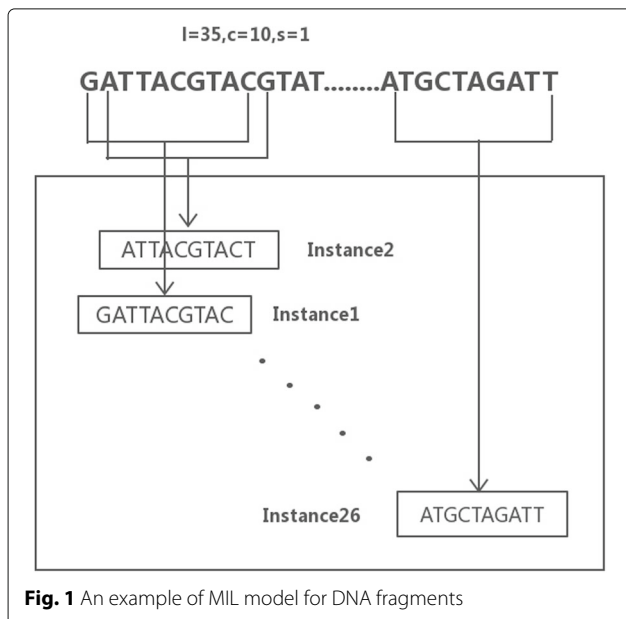 l=35,c=10,s=1
GATTACGTACGTAT........ATGCTAGATT
ATTACGTACT Instance2
GATTACGTAC Instance1
Instance26 ATGCTAGATT
Fig. 1 An example of MIL model for DNA fragments